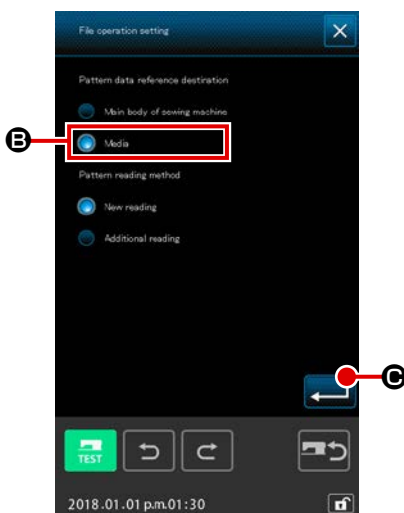 File operation setting
Pattern data reference destiration
Main body of sewing machine
B
Media
Pattern reading method
New reading
Additional reading
C
TEST
2018.01.01 p.m.01:30